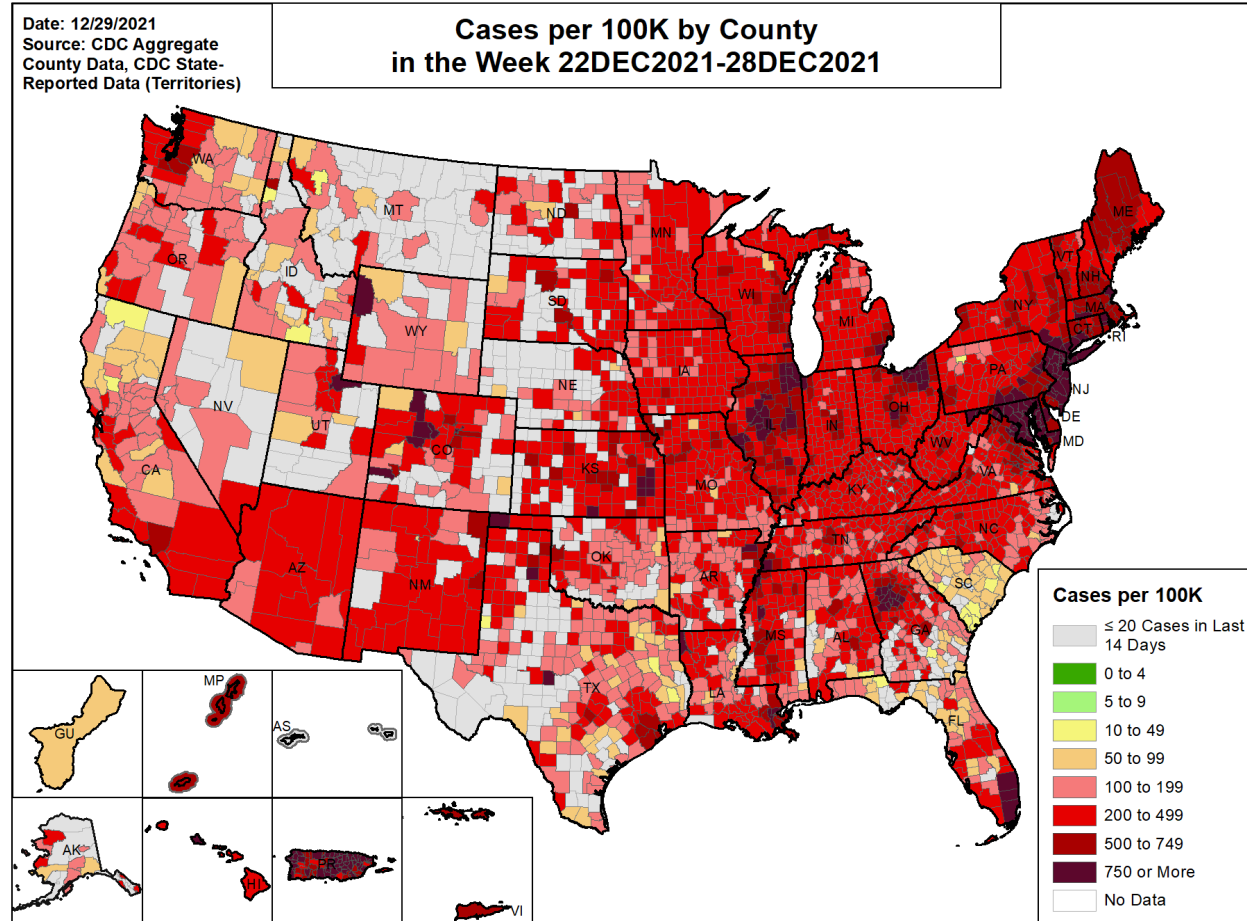 Date: 12/29/2021
Source: CDC Aggregate
County Data, CDC State-
Reported Data (Territories)
Cases per 100K by County
in the Week 22DEC2021-28DEC2021
WA
MT
ND
MN
ME
OR
ID
SD
WI
VT
NH
WY
MI
NY
MA
CT
RI
IA
NE
PA
NV
NJ
UT
IL
IN
OH
DE
CO
MD
CA
KS
MO
WV
VA
KY
AZ
NM
OK
TN
NC
AR
SC
MS
AL
GA
TX
LA
FL
GU
MP
AS
AK
HI
PR
VI
Cases per 100K
≤ 20 Cases in Last
14 Days
0 to 4
5 to 9
10 to 49
50 to 99
100 to 199
200 to 499
500 to 749
750 or More
No Data